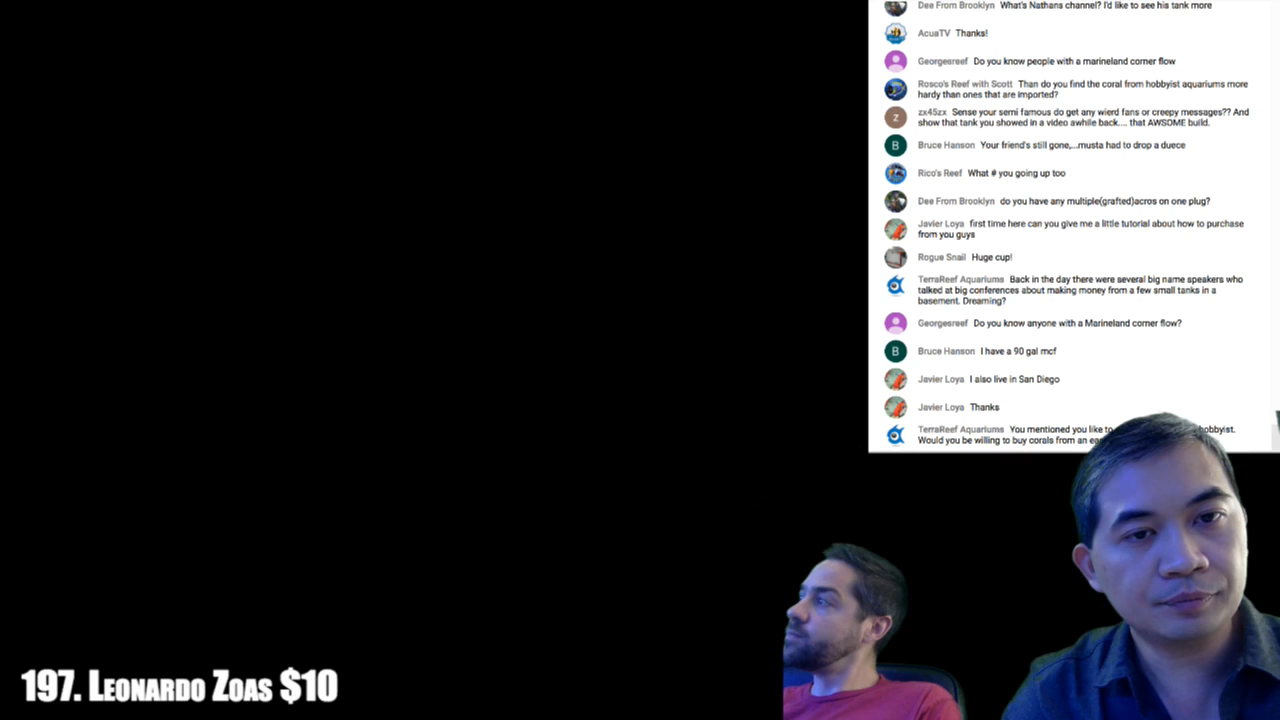 Dee From Brooklyn What's Nathans channel? I'd like to see his tank more
AcuaTV Thanks!
Georgesreef Do you know people with a marineland corner flow
Rosco's Reef with Scott Than do you find the coral from hobbyist aquariums more
hardy than ones that are imported?
z
zx45zx Sense your semi famous do get any wierd fans or creepy messages?? And
show that tank you showed in a video awhile back.... that AWSOME build.
B
Bruce Hanson Your friend's still gone,...musta had to drop a duece
Rico's Reef What # you going up too
Dee From Brooklyn do you have any multiple(grafted)acros on one plug?
Javier Loya first time here can you give me a little tutorial about how to purchase
from you guys
Rogue Snail Huge cup!
TerraReef Aquariums Back in the day there were several big name speakers who
talked at big conferences about making money from a few small tanks in a
basement. Dreaming?
Georgesreef Do you know anyone with a Marineland corner flow?
B
Bruce Hanson I have a 90 gal mcf
Javier Loya I also live in San Diego
Javier Loya Thanks
TerraReef Aquariums You mentioned you like to hobbyist.
Would you be willing to buy corals from an
197. Leonardo Zoas $10